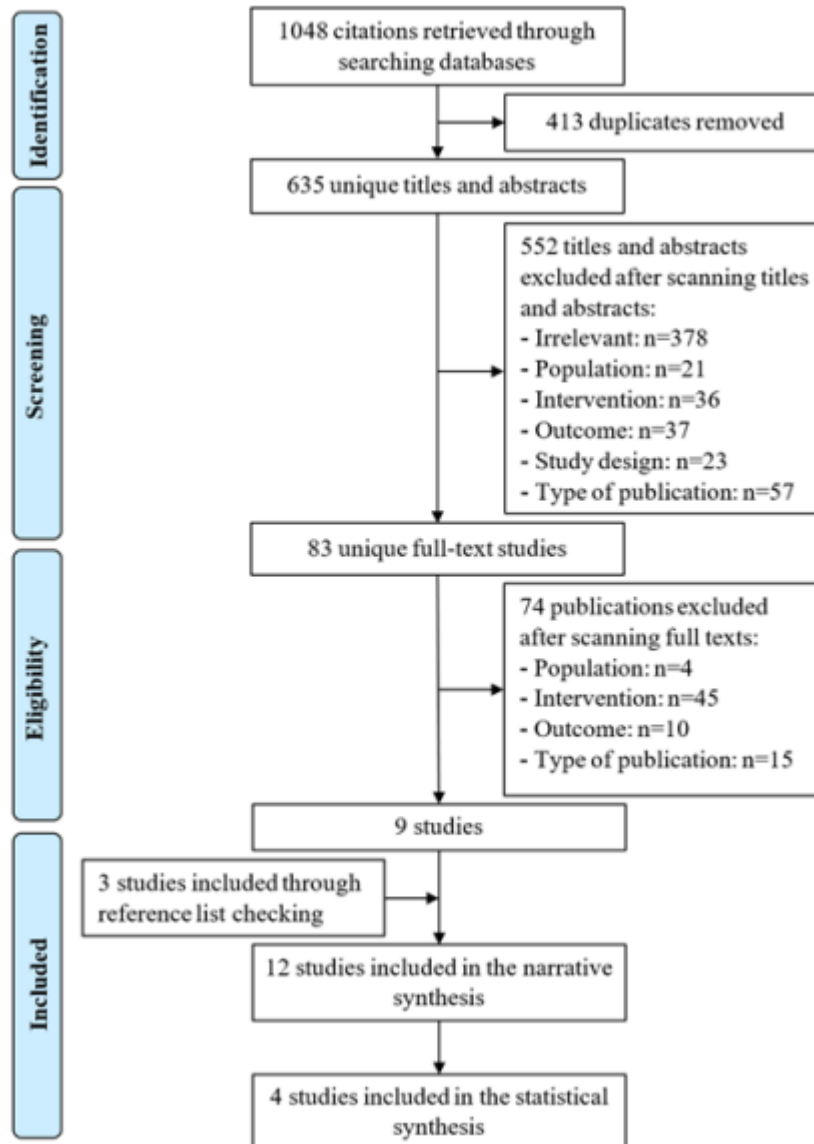 Identification
1048 citations retrieved through
searching databases
413 duplicates removed
635 unique titles and abstracts
Screening
552 titles and abstracts
excluded after scanning titles
and abstracts:
- Irrelevant: n=378
- Population: n=21
- Intervention: n=36
- Outcome: n=37
- Study design: n=23
- Type of publication: n=57
83 unique full-text studies
Eligibility
74 publications excluded
after scanning full texts:
- Population: n=4
- Intervention: n=45
- Outcome: n=10
- Type of publication: n=15
9 studies
Included
3 studies included through
reference list checking
12 studies included in the narrative
synthesis
4 studies included in the statistical
synthesis